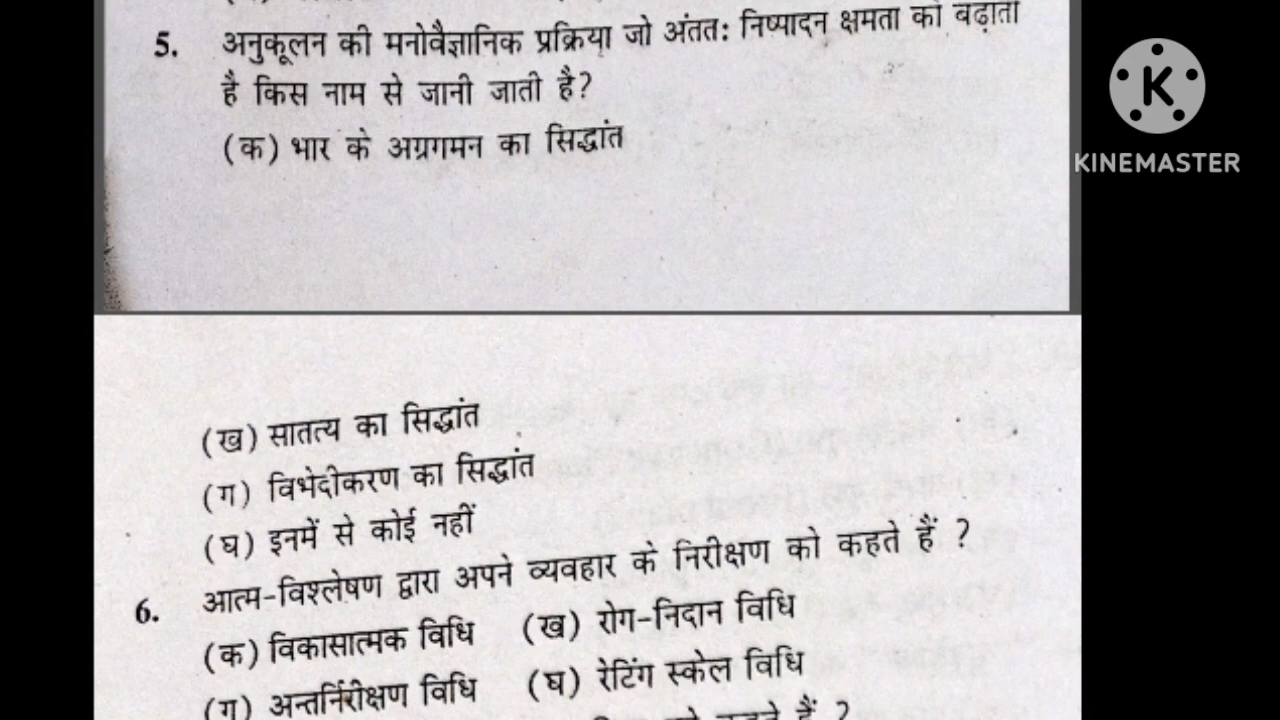 5. अनुकूलन की मनोवैज्ञानिक प्रक्रिया जो अंततः निष्पादन क्षमता को बढ़ाता
है किस नाम से जानी जाती है?
(क) भार के अग्रगमन का सिद्धांत
K
KINEMASTER
(ख) सातत्य का सिद्धांत
(ग) विभेदीकरण का सिद्धांत
(घ) इनमें से कोई नहीं
6. आत्म-विश्लेषण द्वारा अपने व्यवहार के निरीक्षण को कहते हैं ?
(क) विकासात्मक विधि (ख) रोग-निदान विधि
(ग) अन्तर्निरीक्षण विधि (घ) रेटिंग स्केल विधि
कहते हैं ?